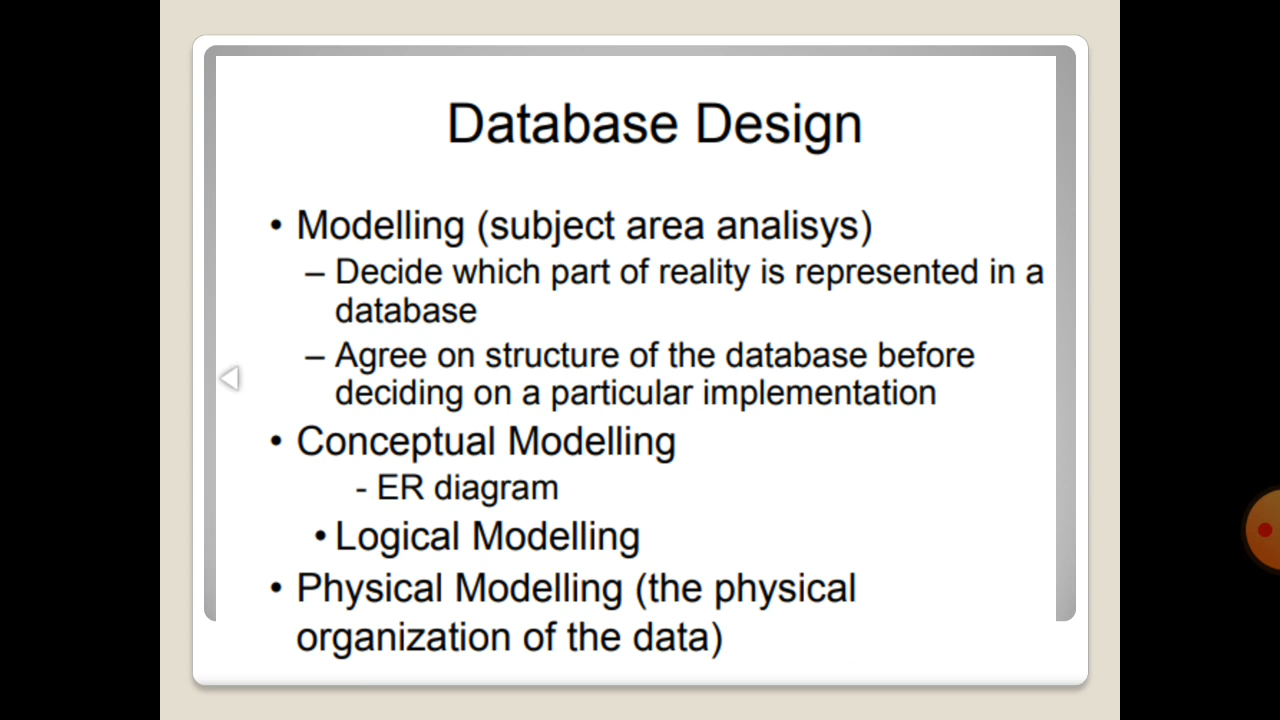 Database Design
• Modelling (subject area analisys)
– Decide which part of reality is represented in a
database
– Agree on structure of the database before
deciding on a particular implementation
• Conceptual Modelling
- ER diagram
• Logical Modelling
• Physical Modelling (the physical
organization of the data)